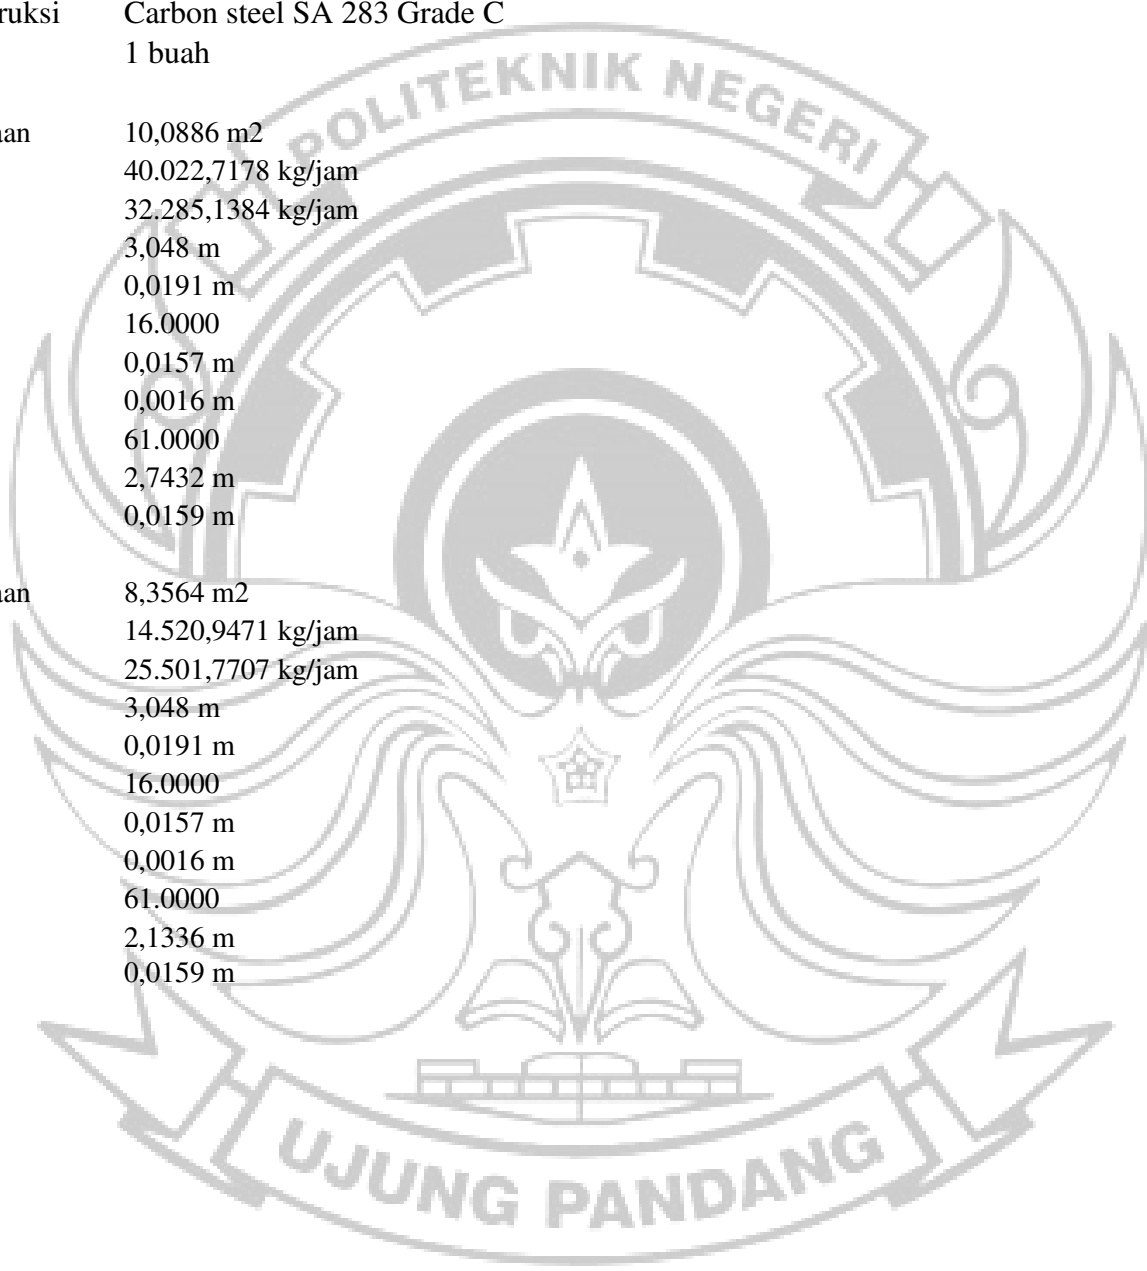 ruksi Carbon steel SA 283 Grade C
1 buah
POLITEKNIK NEGERI
aan 10,0886 m2
40.022,7178 kg/jam
32.285,1384 kg/jam
3,048 m
0,0191 m
16.0000
0,0157 m
0,0016 m
61.0000
2,7432 m
0,0159 m
aan 8,3564 m2
14.520,9471 kg/jam
25.501,7707 kg/jam
3,048 m
0,0191 m
16.0000
0,0157 m
0,0016 m
61.0000
2,1336 m
0,0159 m
UJUNG PANDANG